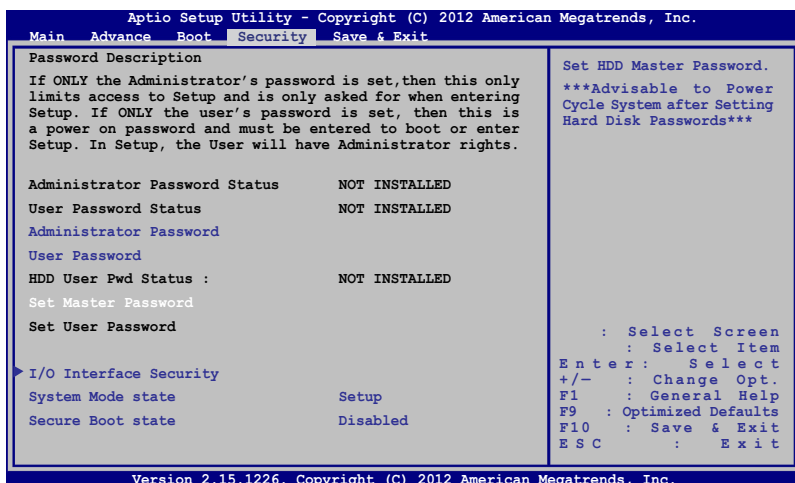 Aptio Setup Utility - Copyright (C) 2012 American Megatrends, Inc.
Main Advance Boot Security Save & Exit
Password Description
If ONLY the Administrator's password is set,then this only
limits access to Setup and is only asked for when entering
Setup. If ONLY the user's password is set, then this is
a power on password and must be entered to boot or enter
Setup. In Setup, the User will have Administrator rights.
Administrator Password Status NOT INSTALLED
User Password Status NOT INSTALLED
Administrator Password
User Password
HDD User Pwd Status : NOT INSTALLED
Set Master Password
Set User Password
I/O Interface Security
System Mode state Setup
Secure Boot state Disabled
Set HDD Master Password.
***Advisable to Power
Cycle System after Setting
Hard Disk Passwords***
: Select Screen
: Select Item
Enter: Select
+/— : Change Opt.
F1 : General Help
F9 : Optimized Defaults
F10 : Save & Exit
ESC : Exit
Version 2.15.1226. Copyright (C) 2012 American Megatrends, Inc.